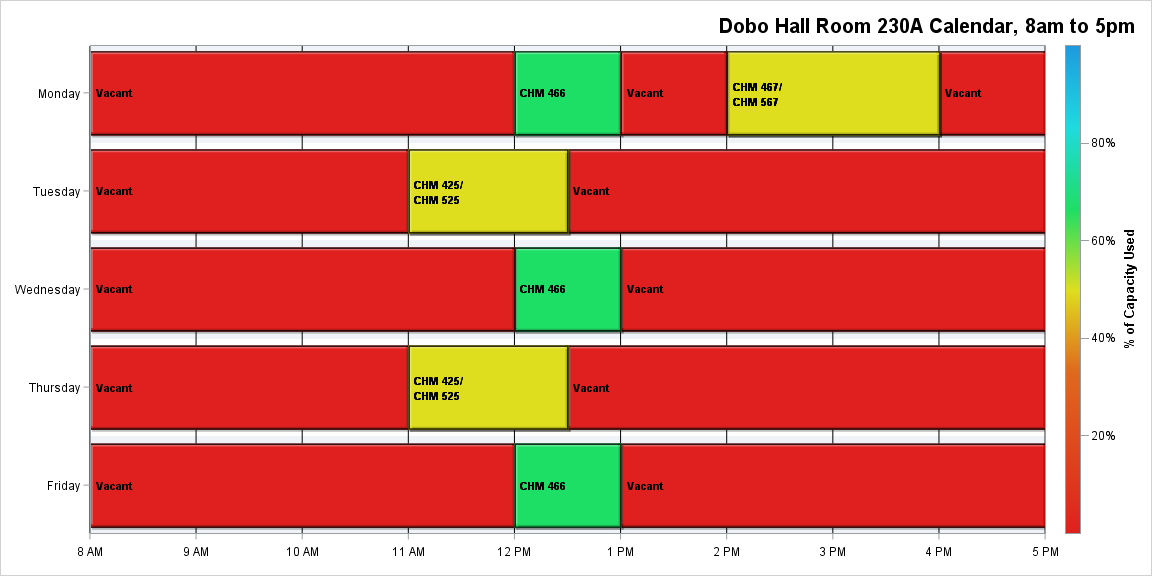 Dobo Hall Room 230A Calendar, 8am to 5pm
Monday
Vacant
CHM 466
Vacant
CHM 467/
CHM 567
Vacant
Tuesday
Vacant
CHM 425/
CHM 525
Vacant
Wednesday
Vacant
CHM 466
Vacant
Thursday
Vacant
CHM 425/
CHM 525
Vacant
Friday
Vacant
CHM 466
Vacant
8 AM
9 AM
10 AM
11 AM
12 PM
1 PM
2 PM
3 PM
4 PM
5 PM
80%
60%
40%
20%
% of Capacity Used